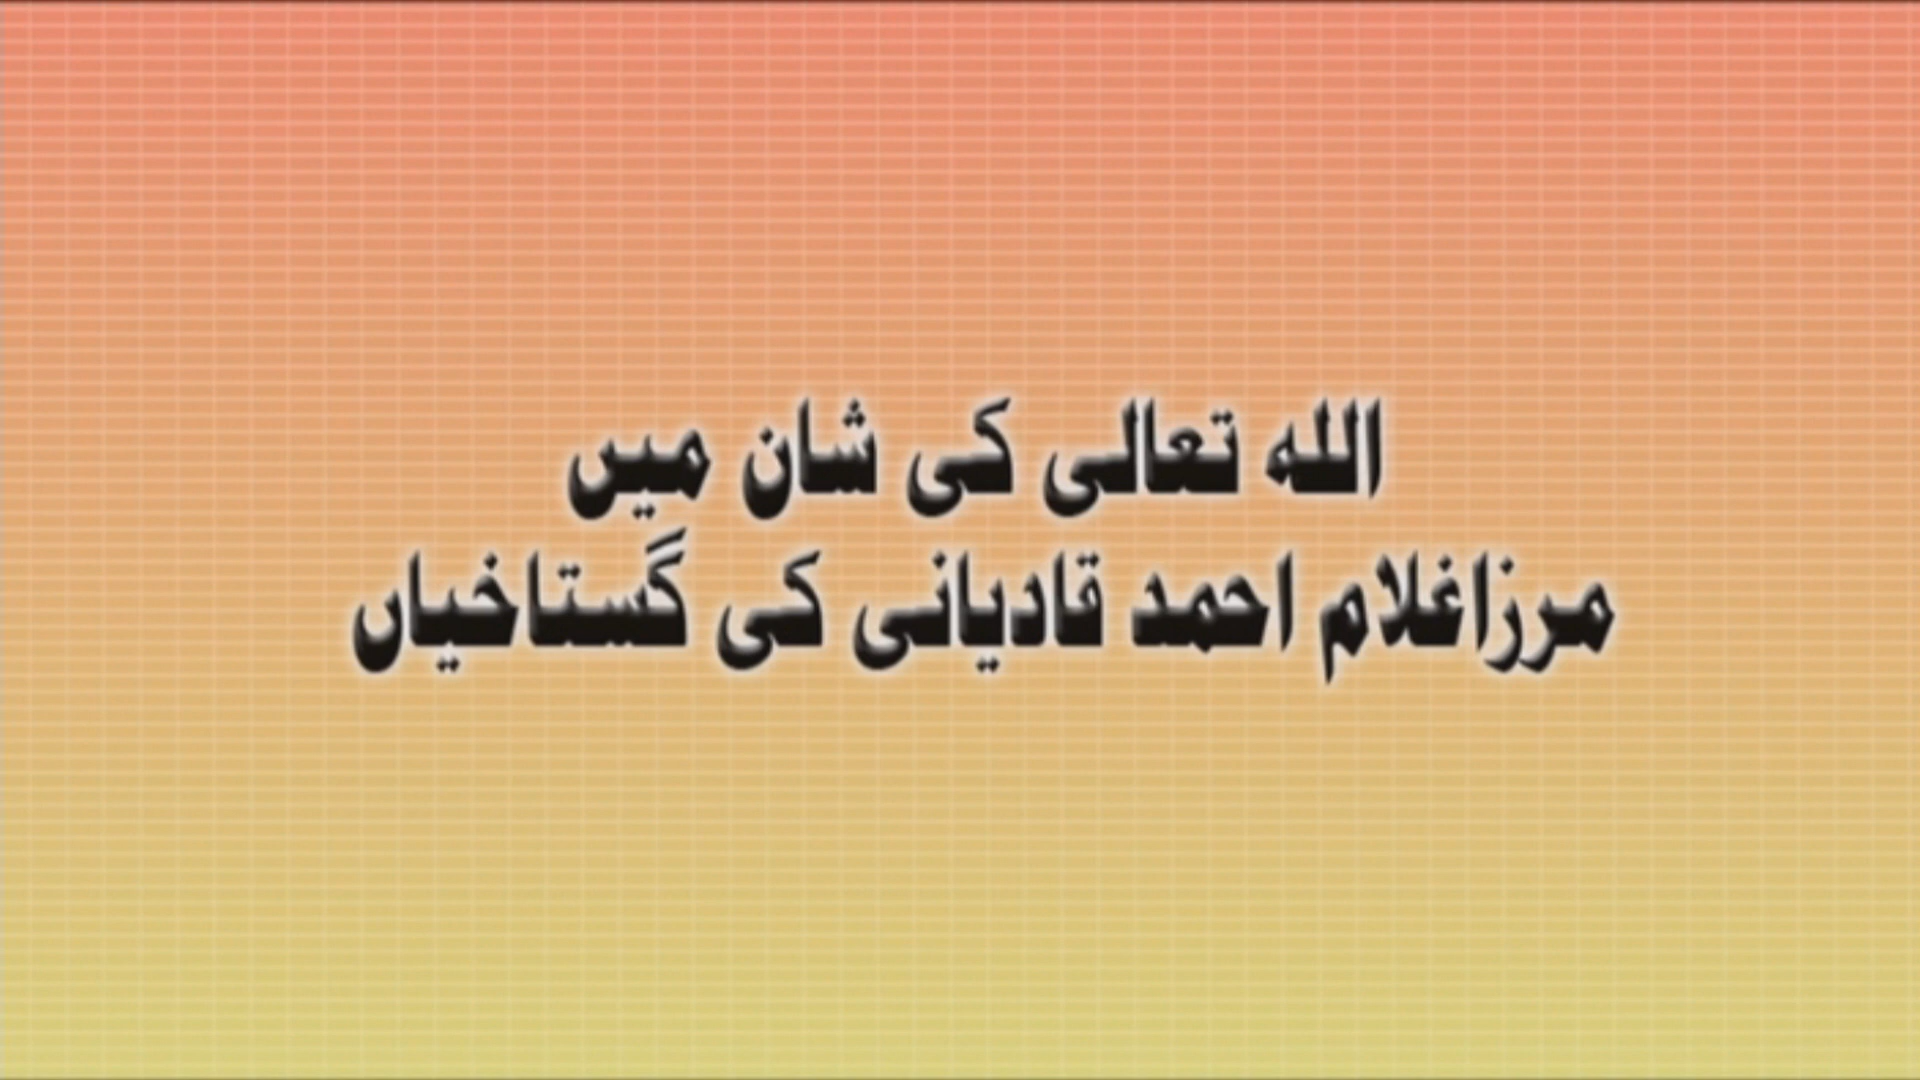 الله تعالی کی شان میں
مرزاغلام احمد قادیانی کی گستاخیاں